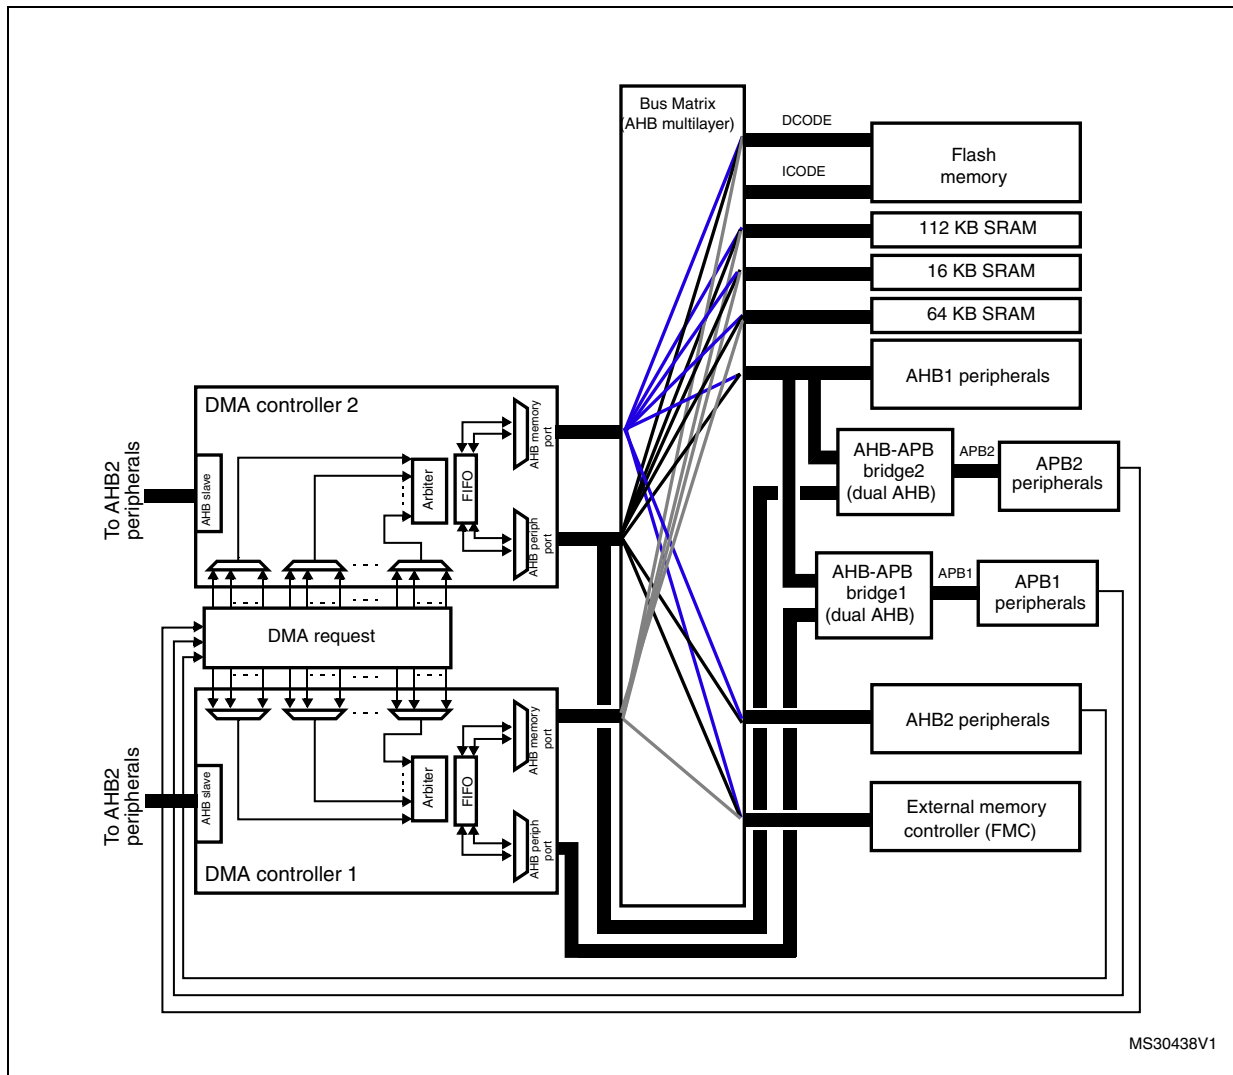 Bus Matrix
(AHB multilayer)
DCODE
ICODE
Flash
memory
112 KB SRAM
16 KB SRAM
64 KB SRAM
AHB1 peripherals
DMA controller 2
To AHB2
peripherals
AHB slave
Arbiter
FIFO
AHB memory
port
AHB periph
port
AHB-APB
bridge2
(dual AHB)
APB2
APB2
peripherals
AHB-APB
bridge1
(dual AHB)
APB1
APB1
peripherals
DMA request
To AHB2
peripherals
AHB slave
Arbiter
FIFO
AHB memory
port
AHB periph
port
DMA controller 1
AHB2 peripherals
External memory
controller (FMC)
MS30438V1